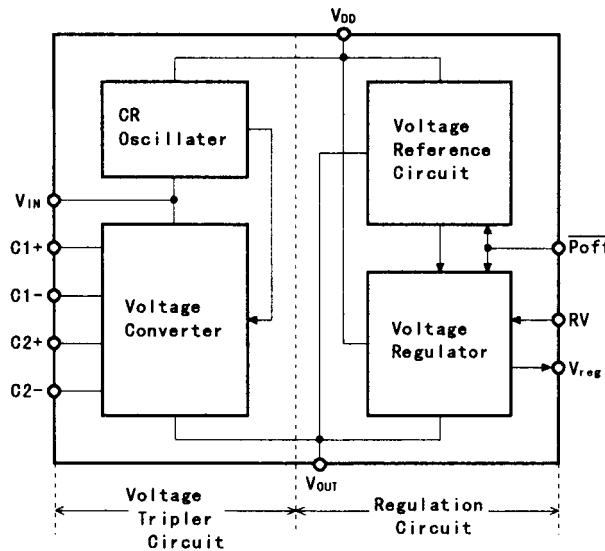 VDD
CR
Oscillater
Voltage
Reference
Circuit
VIN
C1+
C1-
C2+
C2-
Voltage
Converter
Voltage
Regulator
Poff
RV
Vreg
VOUT
Voltage
Tripler
Circuit
Regulation
Circuit